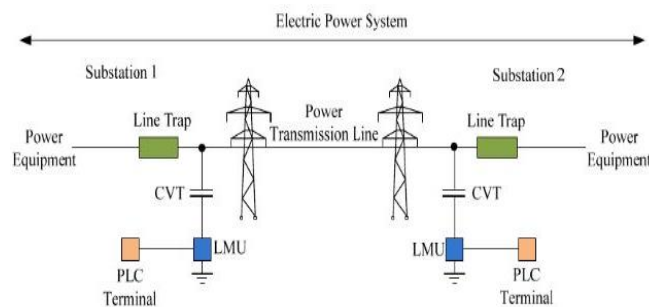 Electric Power System
Substation 1
Substation 2
Line Trap
Power
Transmission Line
Line Trap
Power
Equipment
Power
Equipment
CVT
CVT
LMU
LMU
PLC
Terminal
PLC
Terminal